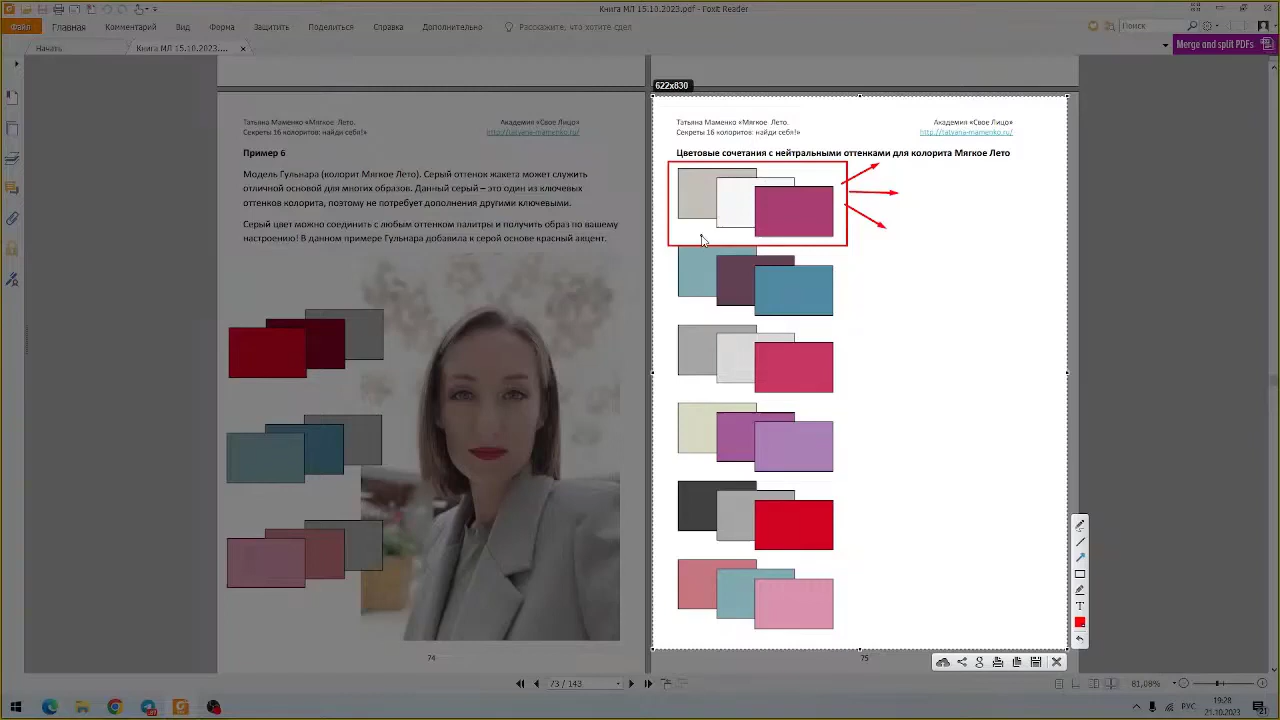 Книга МЛ 15.10.2023.pdf - Foxit Reader
Файл Главная Комментарий Вид Форма Защитить Поделиться Справка Дополнительно Расскажите, что хотите сдел Поиск
Начать Книга МЛ 15.10.2023.... Merge and split PDFs
622x830
Татьяна Маменко «Мягкое Лето.
Секреты 16 колоритов: найди себя!»
Академия «Свое Лицо»
http://tatyana-mamenko.ru/
Пример 6
Модель Гульнара (колорит Мягкое Лето). Серый оттенок жакета может служить
отличной основой для многих образов. Данный серый – это один из ключевых
оттенков колорита, поэтому не потребует дополнения другими ключевыми.
Серый цвет можно соединить с любым оттенком палитры и получить образ по вашему
настроению! В данном примере Гульнара добавила к серой основе красный акцент.
74
Татьяна Маменко «Мягкое Лето.
Секреты 16 колоритов: найди себя!»
Академия «Свое Лицо»
http://tatyana-mamenko.ru/
Цветовые сочетания с нейтральными оттенками для колорита Мягкое Лето
75
T
73 / 143
81,08%
РУС
19:28
21.10.2023